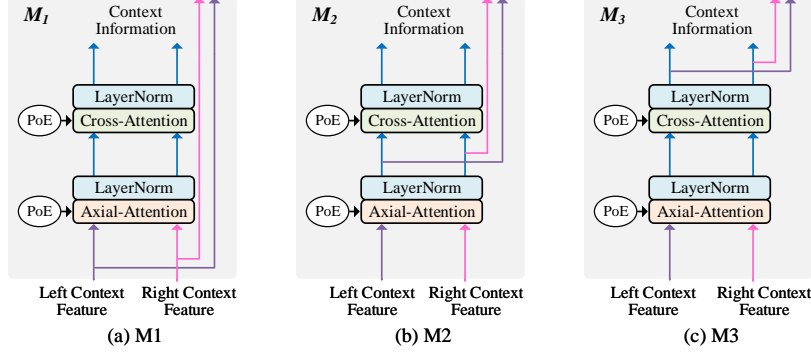 M1
Context
Information
LayerNorm
PoE
Cross-Attention
LayerNorm
PoE
Axial-Attention
Left Context
Feature
Right Context
Feature
(a) M1
M2
Context
Information
LayerNorm
PoE
Cross-Attention
LayerNorm
PoE
Axial-Attention
Left Context
Feature
Right Context
Feature
(b) M2
M3
Context
Information
LayerNorm
PoE
Cross-Attention
LayerNorm
PoE
Axial-Attention
Left Context
Feature
Right Context
Feature
(c) M3